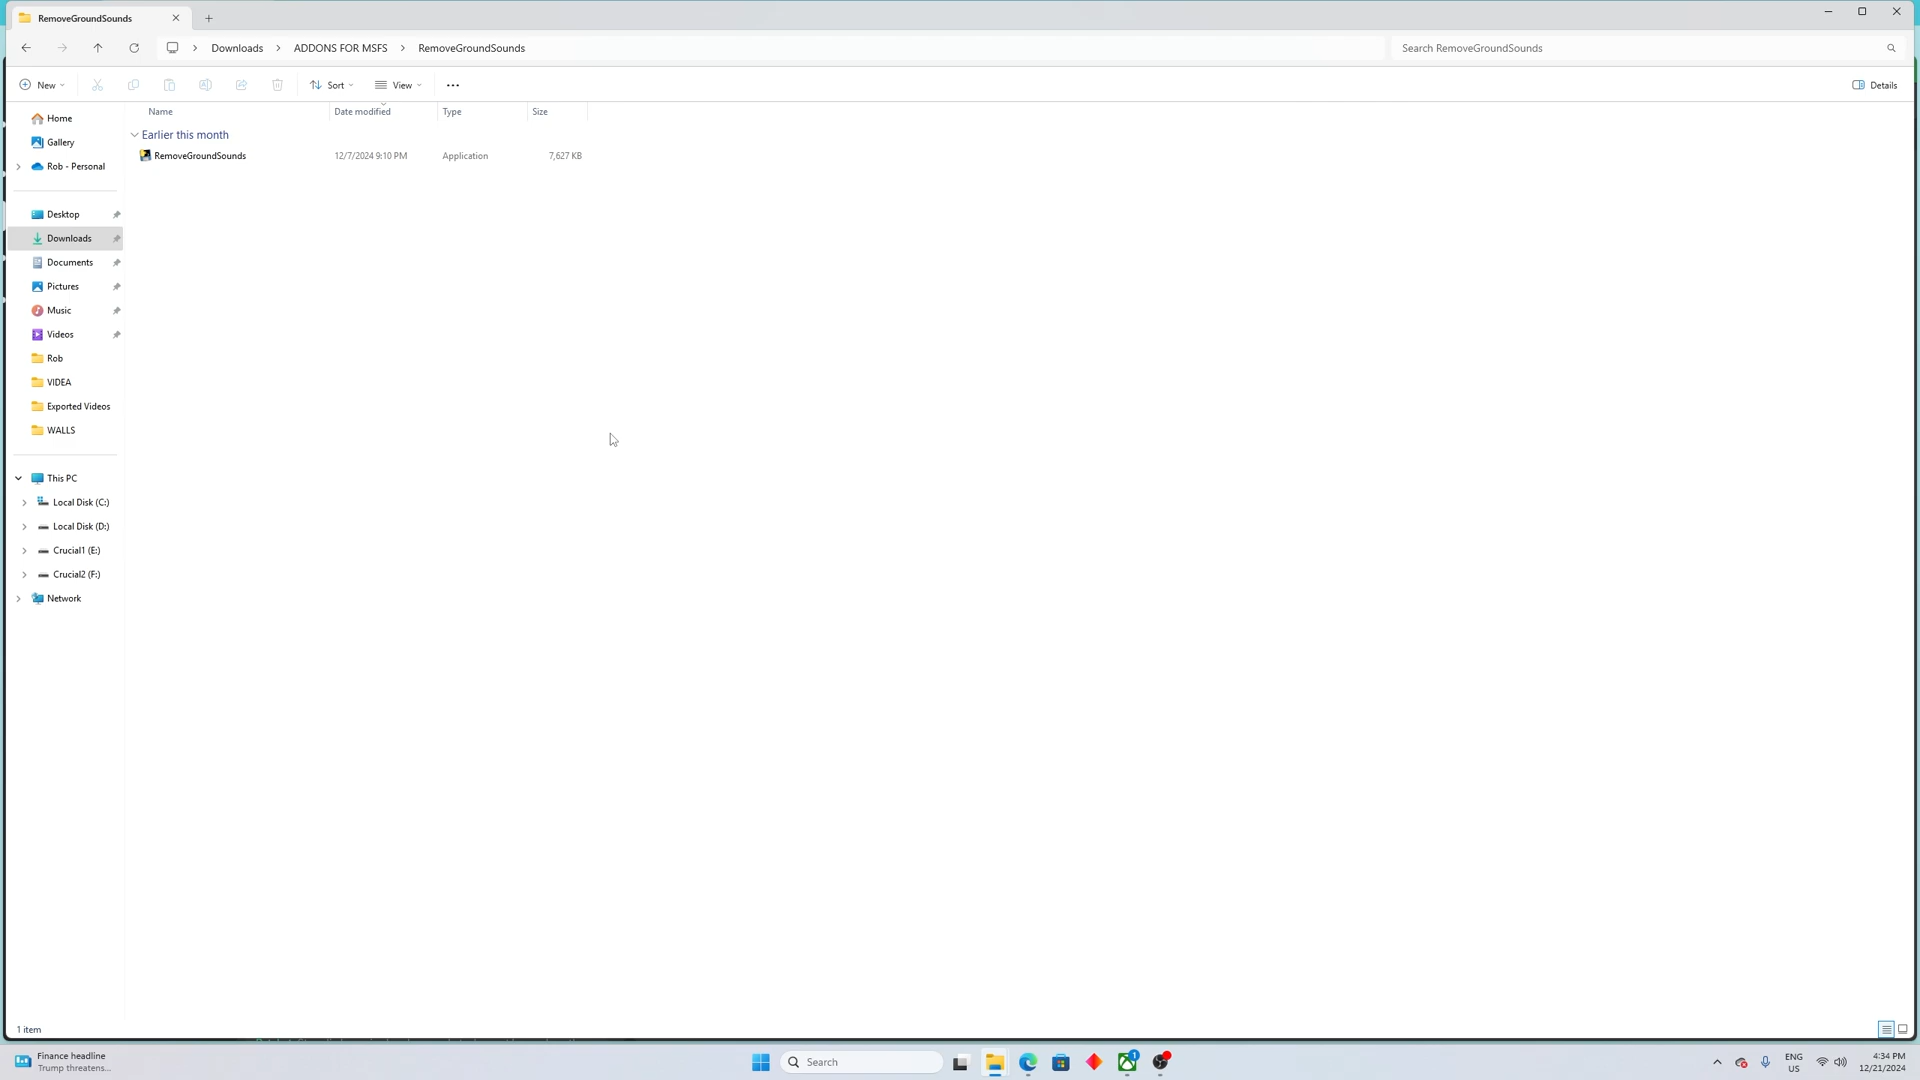 RemoveGroundSounds
Downloads
ADDONS FOR MSFS
RemoveGroundSounds
Search RemoveGroundSounds
New
Sort
View
Details
Name
Date modified
Type
Size
Earlier this month
RemoveGroundSounds
12/7/2024 9:10 PM
Application
7,627 KB
Home
Gallery
Rob - Personal
Desktop
Downloads
Documents
Pictures
Music
Videos
Rob
VIDEA
Exported Videos
WALLS
This PC
Local Disk (C:)
Local Disk (D:)
Crucial1 (E:)
Crucial2 (F:)
Network
1 item
Finance headline
Trump threatens...
Search
1
ENG
US
4:34 PM
12/21/2024